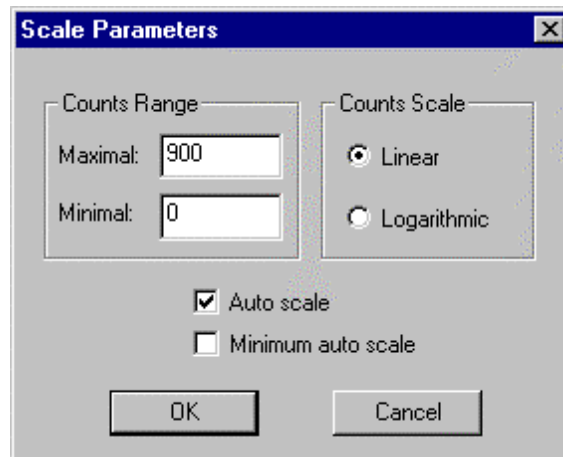 Scale Parameters
Counts Range
Maximal: 900
Minimal: 0
Counts Scale
Linear
Logarithmic
Auto scale
Minimum auto scale
OK
Cancel